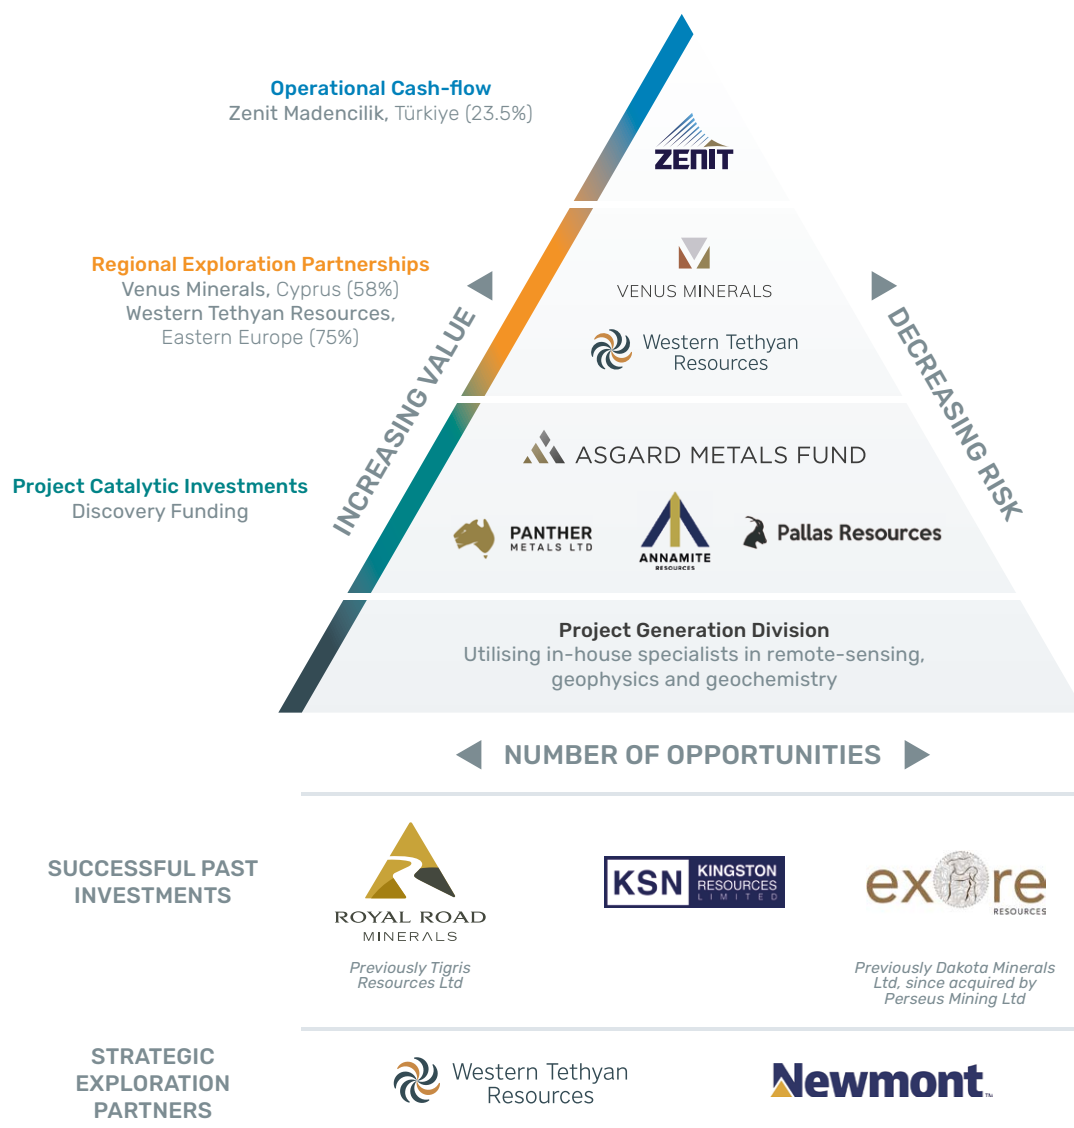 Operational Cash-flow
Zenit Madencilik, Türkiye (23.5%)
ZENIT
Regional Exploration Partnerships
Venus Minerals, Cyprus (58%)
Western Tethyan Resources,
Eastern Europe (75%)
VENUS MINERALS
Western Tethyan
Resources
INCREASING VALUE
DECREASING RISK
Project Catalytic Investments
Discovery Funding
ASGARD METALS FUND
PANTHER
METALS LTD
ANNAMITE
RESOURCES
Pallas Resources
Project Generation Division
Utilising in-house specialists in remote-sensing,
geophysics and geochemistry
NUMBER OF OPPORTUNITIES
SUCCESSFUL PAST
INVESTMENTS
ROYAL ROAD
MINERALS
Previously Tigris
Resources Ltd
KSN
KINGSTON
RESOURCES
LIMITED
exore
RESOURCES
Previously Dakota Minerals
Ltd, since acquired by
Perseus Mining Ltd
STRATEGIC
EXPLORATION
PARTNERS
Western Tethyan
Resources
Newmont™